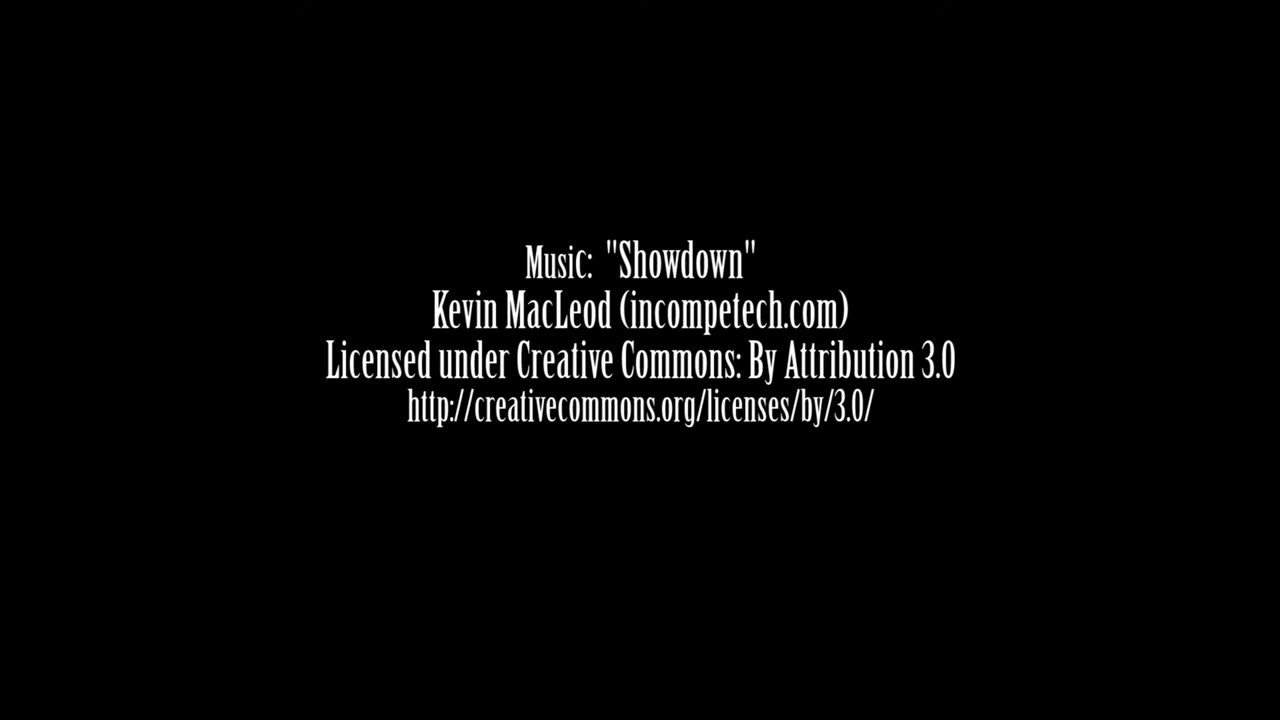 Music: "Showdown"
Kevin MacLeod (incompetech.com)
Licensed under Creative Commons: By Attribution 3.0
http://creativecommons.org/licenses/by/3.0/